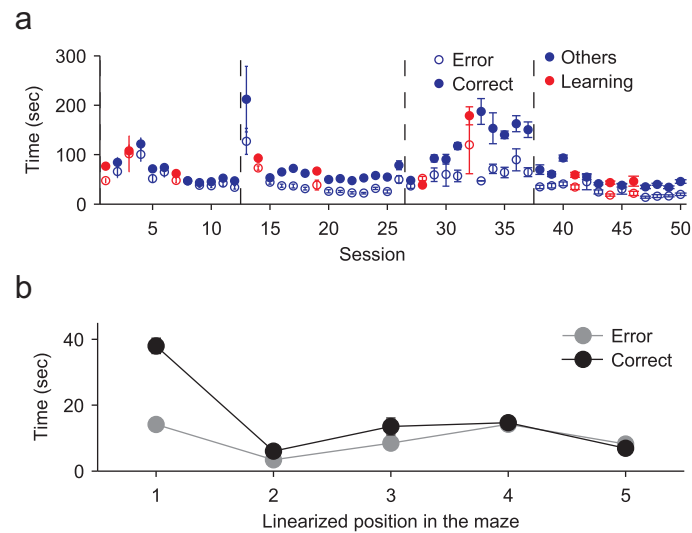 a
300
200
100
0
Time (sec)
Error
Correct
Others
Learning
5 10 15 20 25 30 35 40 45 50
Session
b
40
20
0
Time (sec)
Error
Correct
1 2 3 4 5
Linearized position in the maze